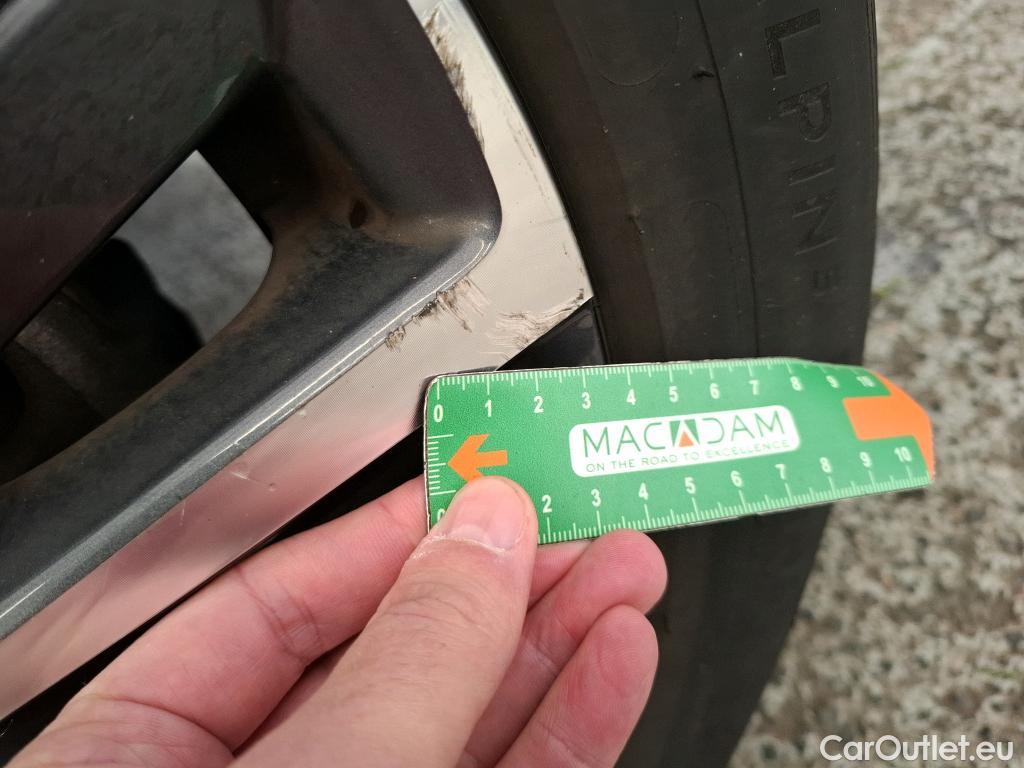 LPIN 5
0 1 2 3 4 5 6 7 8 9 10
MACADAM
ON THE ROAD TO EXCELLENCE
0 2 3 4 5 6 7 8 9 10
CarOutlet.eu